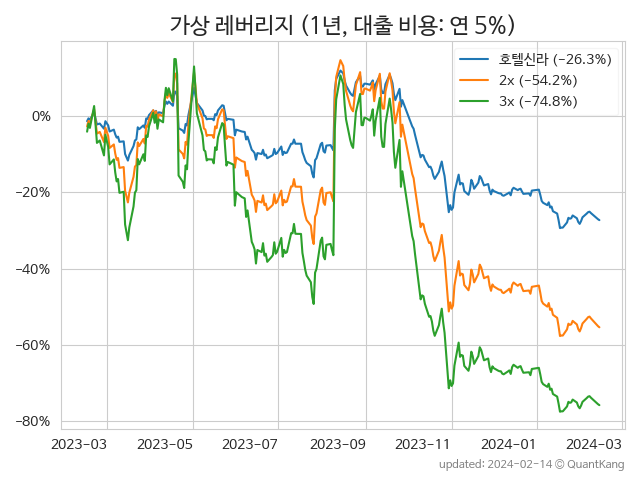 가상 레버리지 (1년, 대출 비용: 연 5%)
호텔신라 (−26.3%)
2x (−54.2%)
3x (−74.8%)
0%
−20%
−40%
−60%
−80%
2023−03 2023−05 2023−07 2023−09 2023−11 2024−01 2024−03
updated: 2024-02-14 © QuantKang